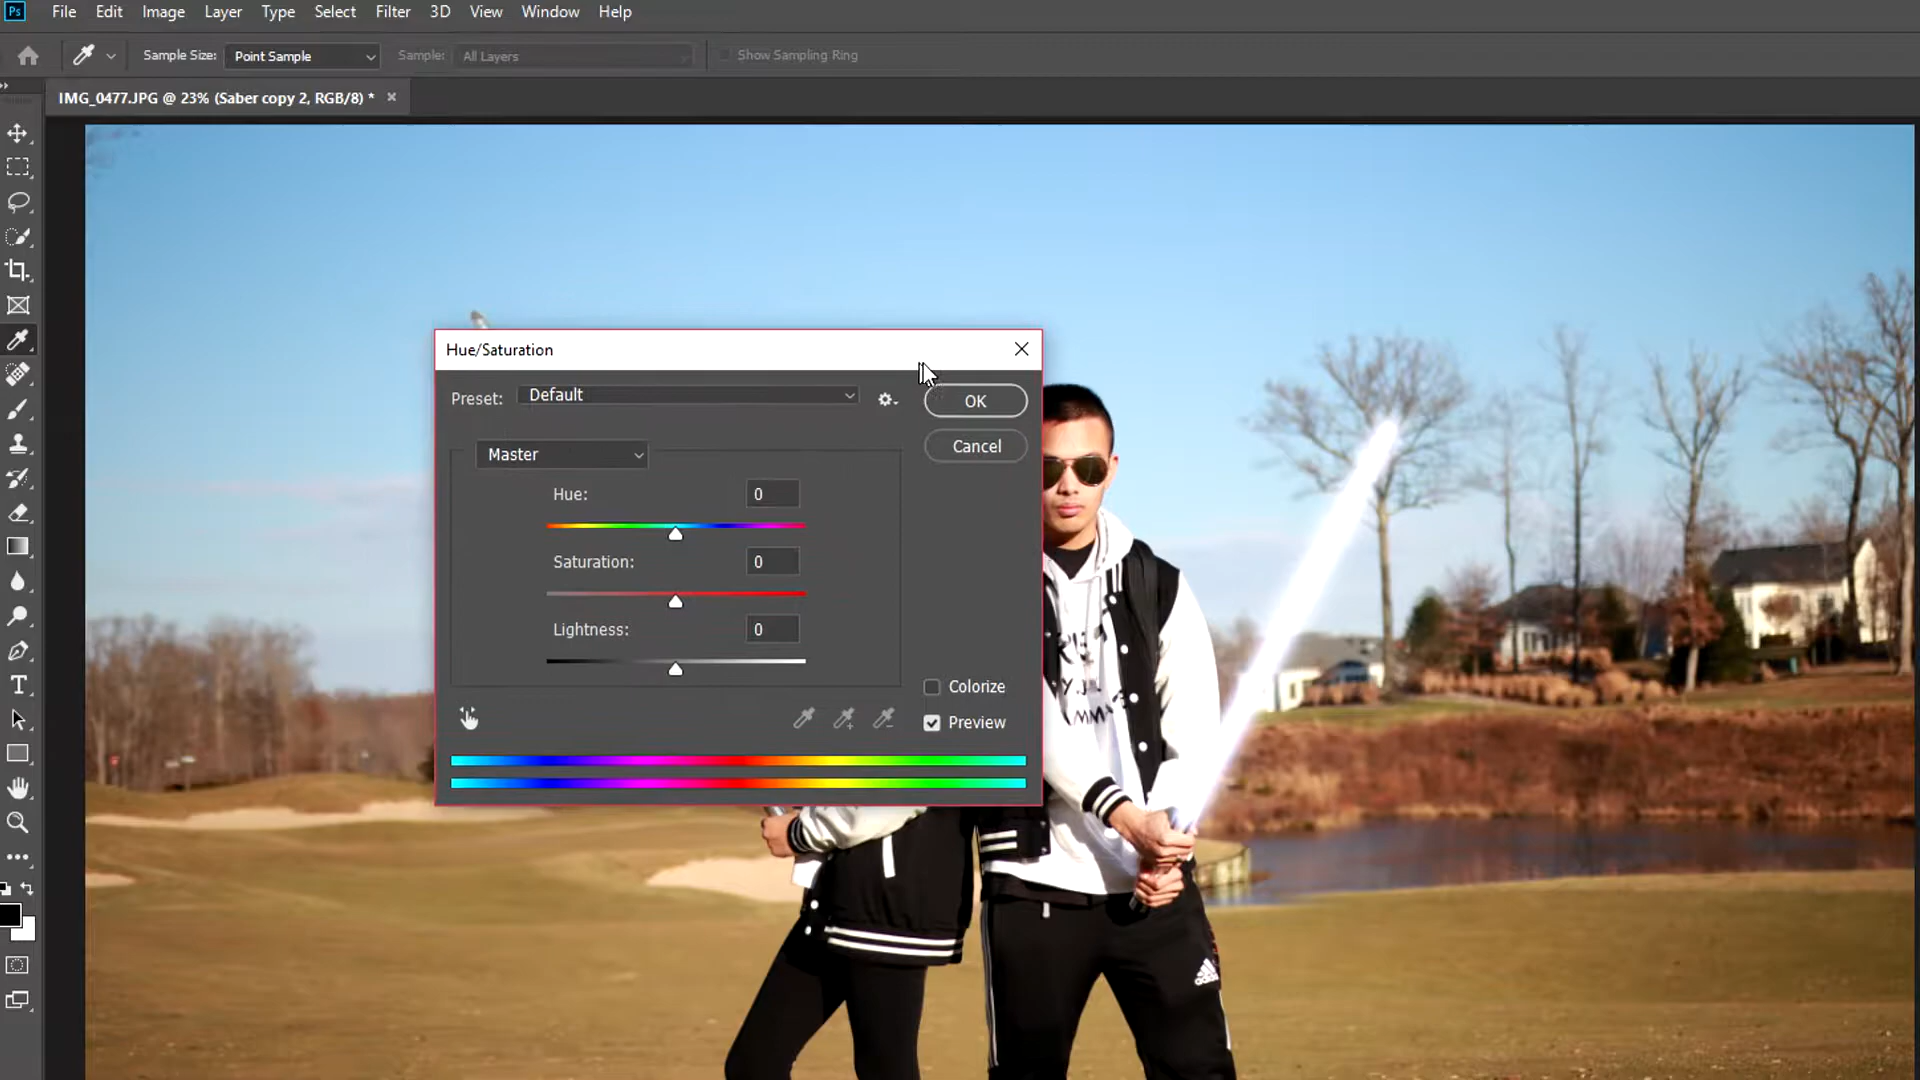 Ps File Edit Image Layer Type Select Filter 3D View Window Help
Sample Size: Point Sample Sample: All Layers Show Sampling Ring
IMG_0477.JPG @ 23% (Saber copy 2, RGB/8) *
Hue/Saturation
Preset: Default
OK
Cancel
Master
Hue: 0
Saturation: 0
Lightness: 0
Colorize
Preview
T
adidas